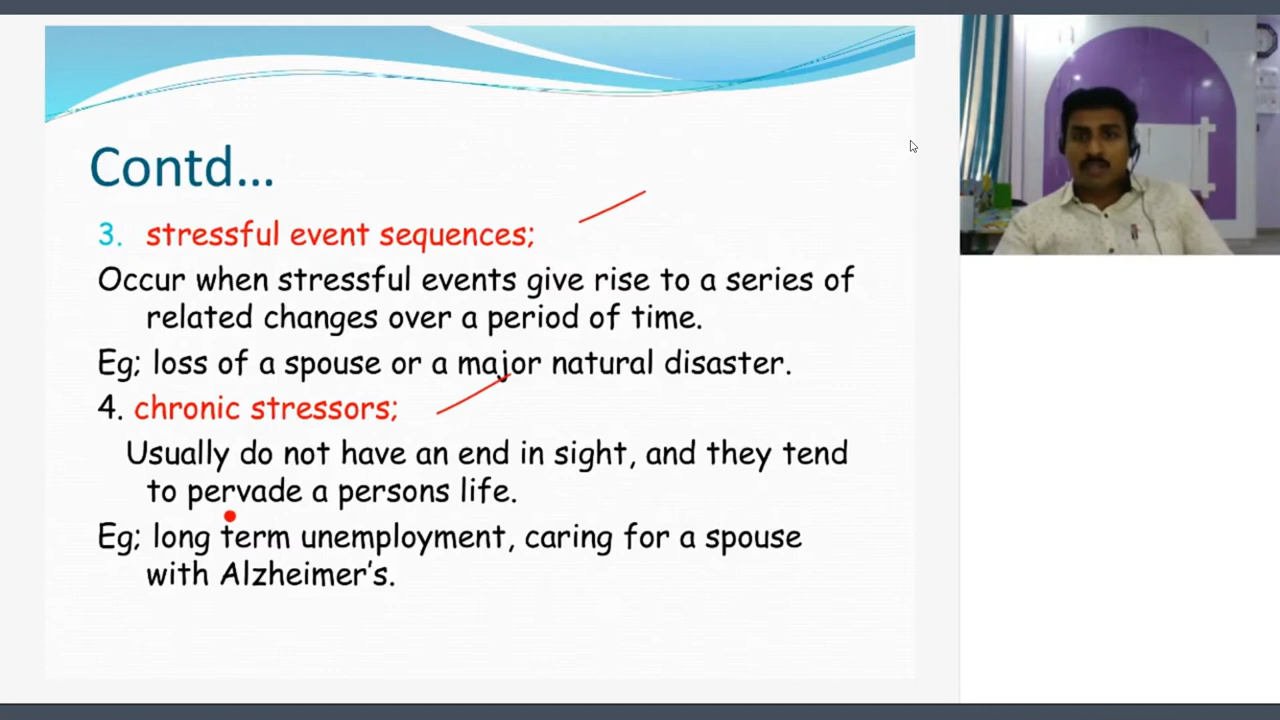 Contd...
3. stressful event sequences;
Occur when stressful events give rise to a series of
related changes over a period of time.
Eg; loss of a spouse or a major natural disaster.
4. chronic stressors;
Usually do not have an end in sight, and they tend
to pervade a persons life.
Eg; long term unemployment, caring for a spouse
with Alzheimer's.